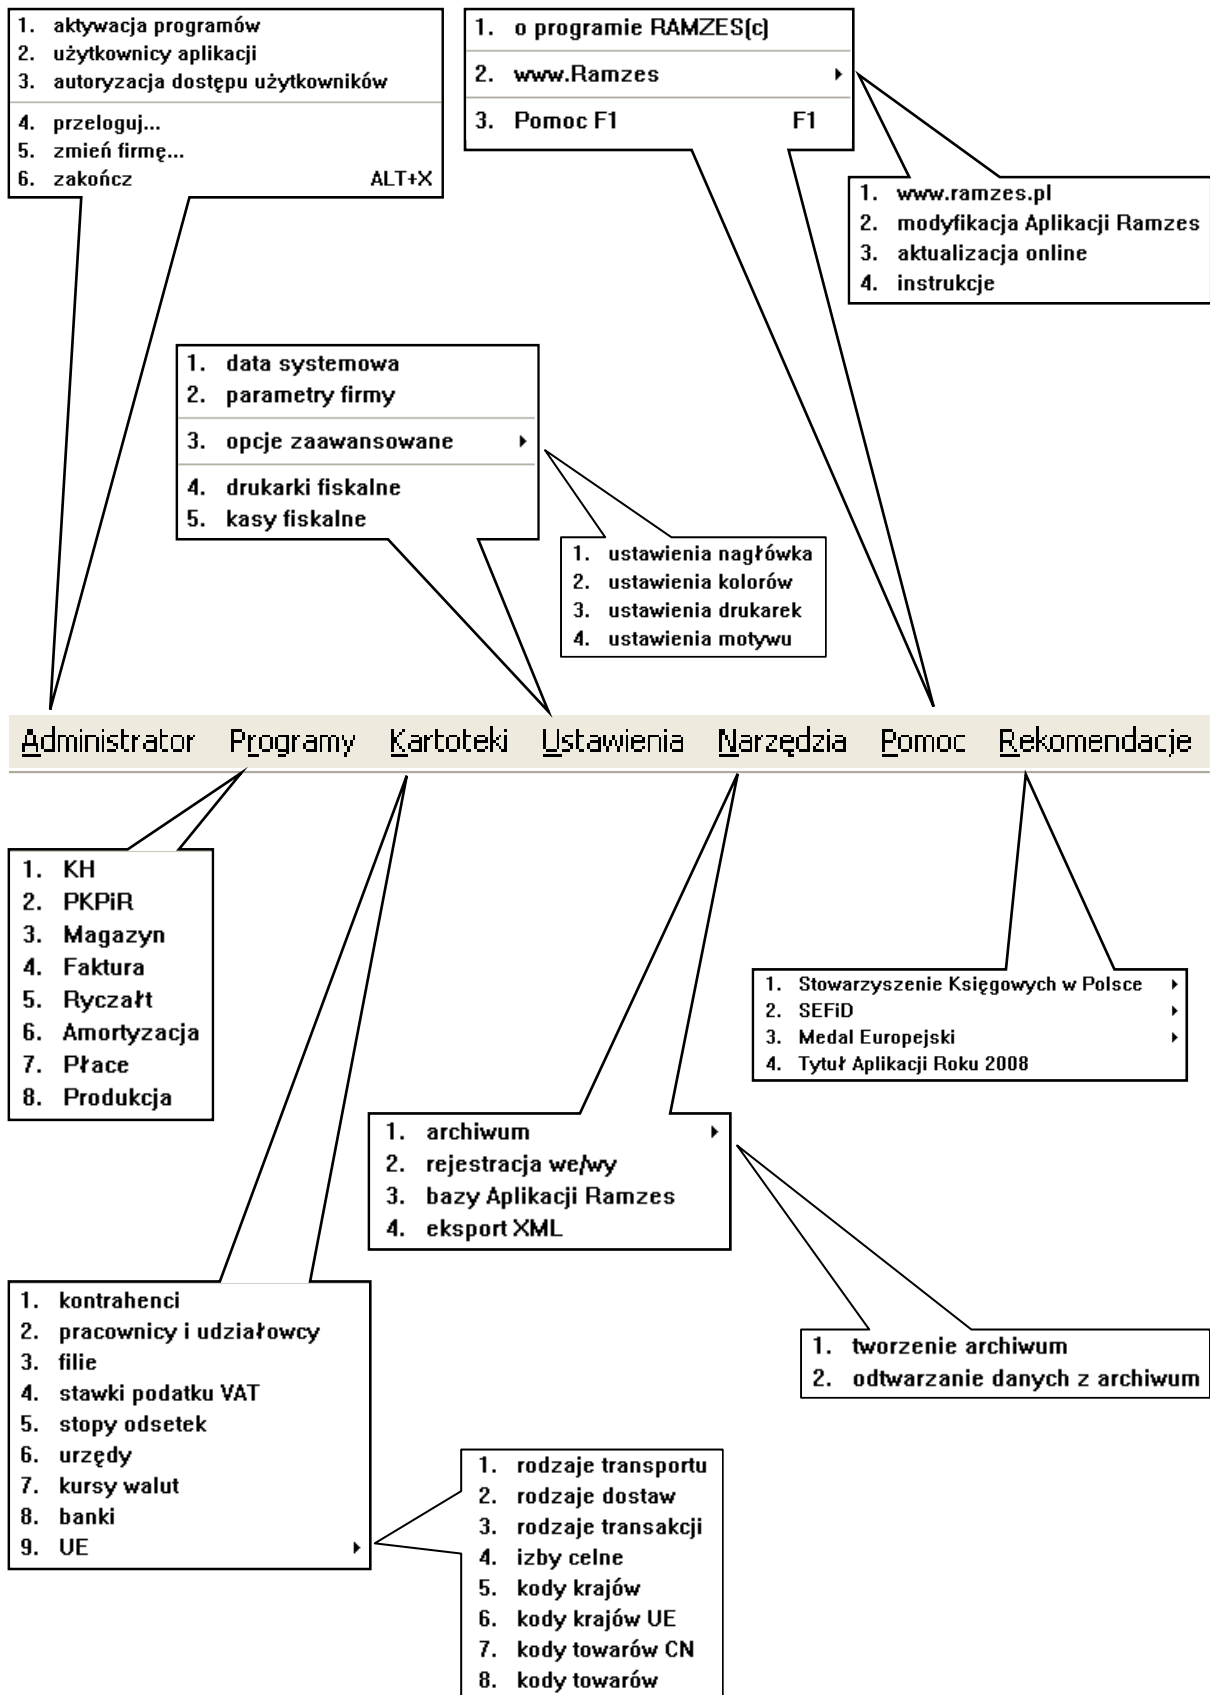 1. aktywacja programów
2. użytkownicy aplikacji
3. autoryzacja dostępu użytkowników
4. przeloguj...
5. zmień firmę...
6. zakończ ALT+X
1. o programie RAMZES(c)
2. www.Ramzes
3. Pomoc F1 F1
1. www.ramzes.pl
2. modyfikacja Aplikacji Ramzes
3. aktualizacja online
4. instrukcje
1. data systemowa
2. parametry firmy
3. opcje zaawansowane
4. drukarki fiskalne
5. kasy fiskalne
1. ustawienia nagłówka
2. ustawienia kolorów
3. ustawienia drukarek
4. ustawienia motywu
Administrator Programy Kartoteki Ustawienia Narzędzia Pomoc Rekomendacje
1. KH
2. PKPiR
3. Magazyn
4. Faktura
5. Ryczałt
6. Amortyzacja
7. Płace
8. Produkcja
1. Stowarzyszenie Księgowych w Polsce
2. SEFiD
3. Medal Europejski
4. Tytuł Aplikacji Roku 2008
1. archiwum
2. rejestracja we/wy
3. bazy Aplikacji Ramzes
4. eksport XML
1. kontrahenci
2. pracownicy i udziałowcy
3. filie
4. stawki podatku VAT
5. stopy odsetek
6. urzędy
7. kursy walut
8. banki
9. UE
1. tworzenie archiwum
2. odtwarzanie danych z archiwum
1. rodzaje transportu
2. rodzaje dostaw
3. rodzaje transakcji
4. izby celne
5. kody krajów
6. kody krajów UE
7. kody towarów CN
8. kody towarów